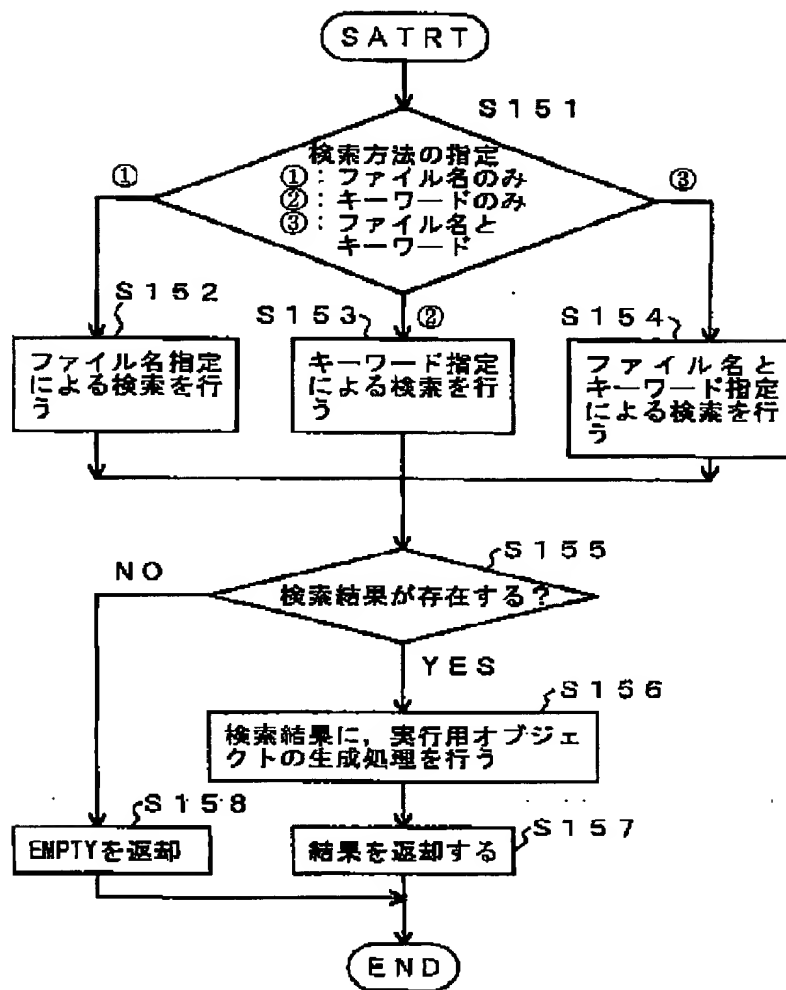 SATRT
S151
検索方法の指定
①:ファイル名のみ
②:キーワードのみ
③:ファイル名と
キーワード
①
③
S152
ファイル名指定
による検索を行
う
S153
②
キーワード指定
による検索を行
う
S154
ファイル名と
キーワード指定
による検索を行
う
S155
検索結果が存在する?
NO
YES
S156
検索結果に,実行用オブジェ
クトの生成処理を行う
S158
EMPTYを返却
S157
結果を返却する
END